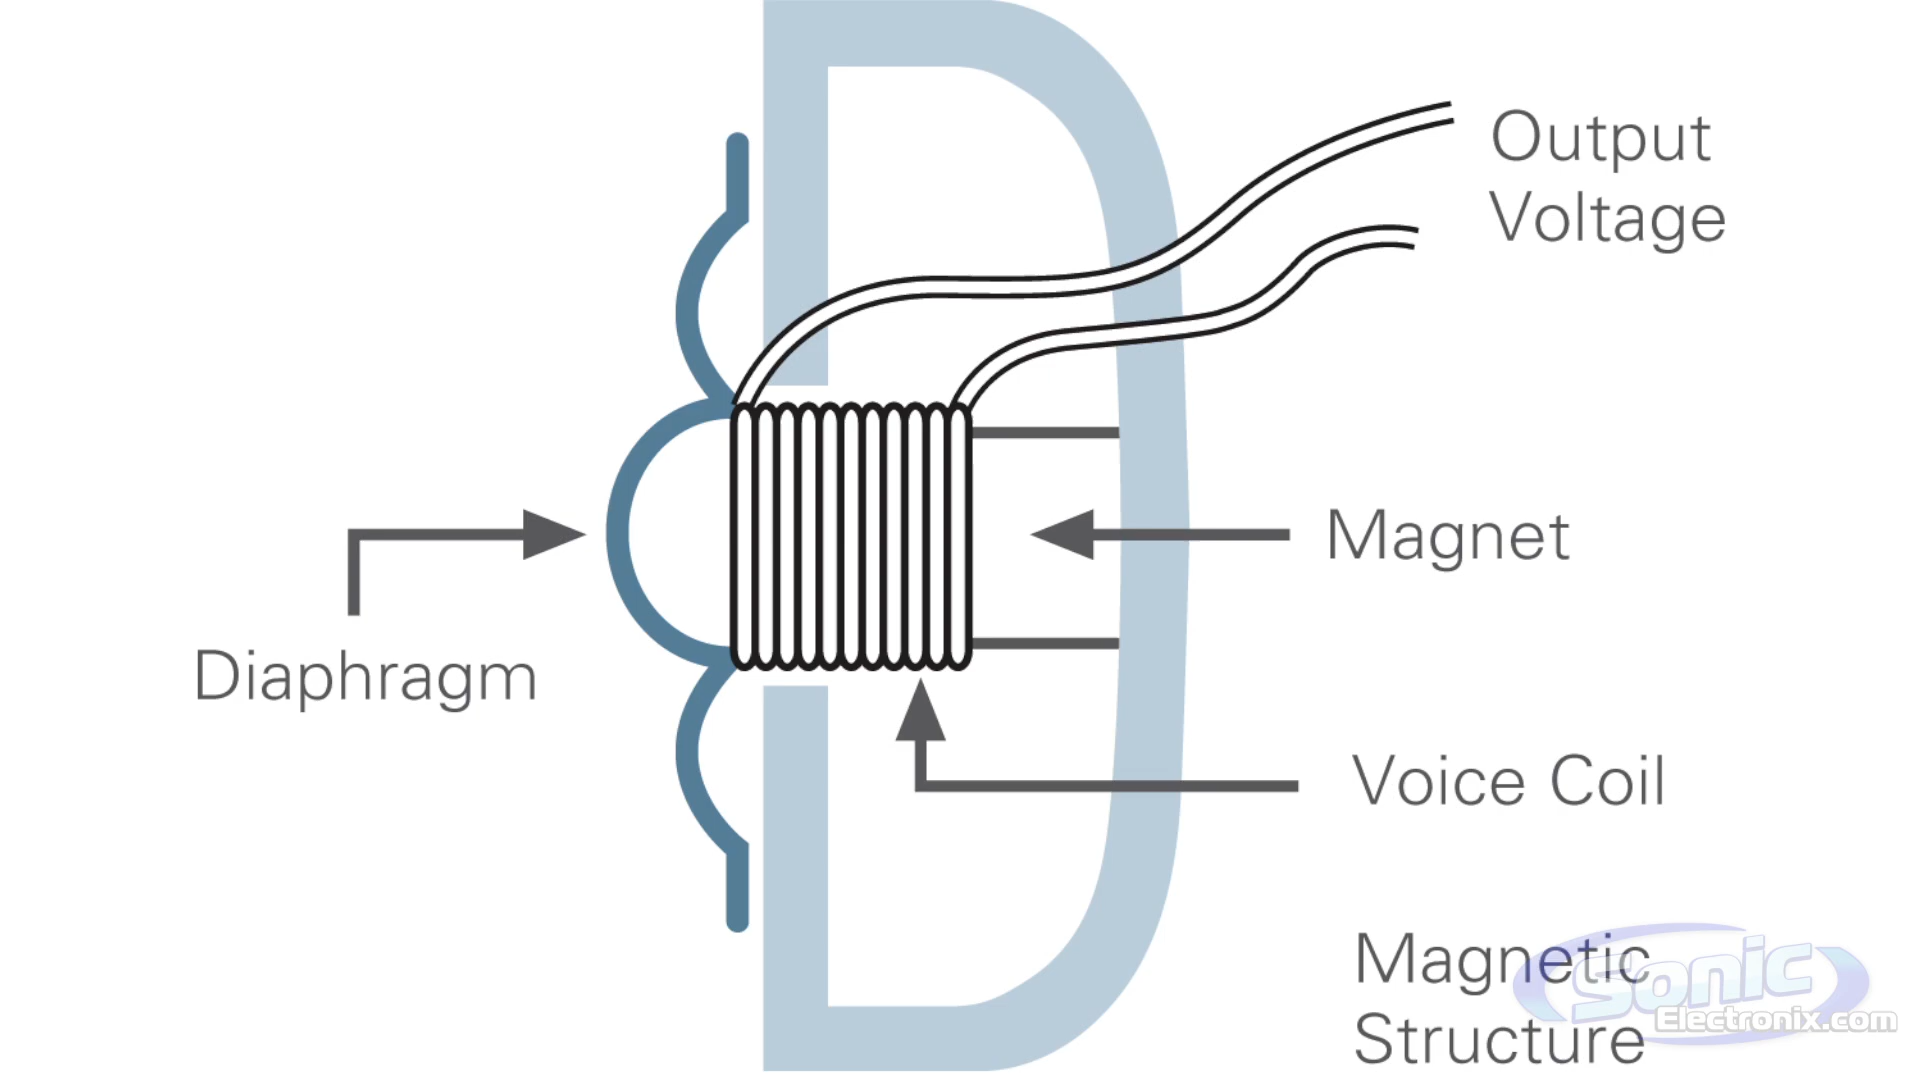 Output
Voltage
Magnet
Diaphragm
Voice Coil
Magnetic
Structure
Sonic
Electronix.com